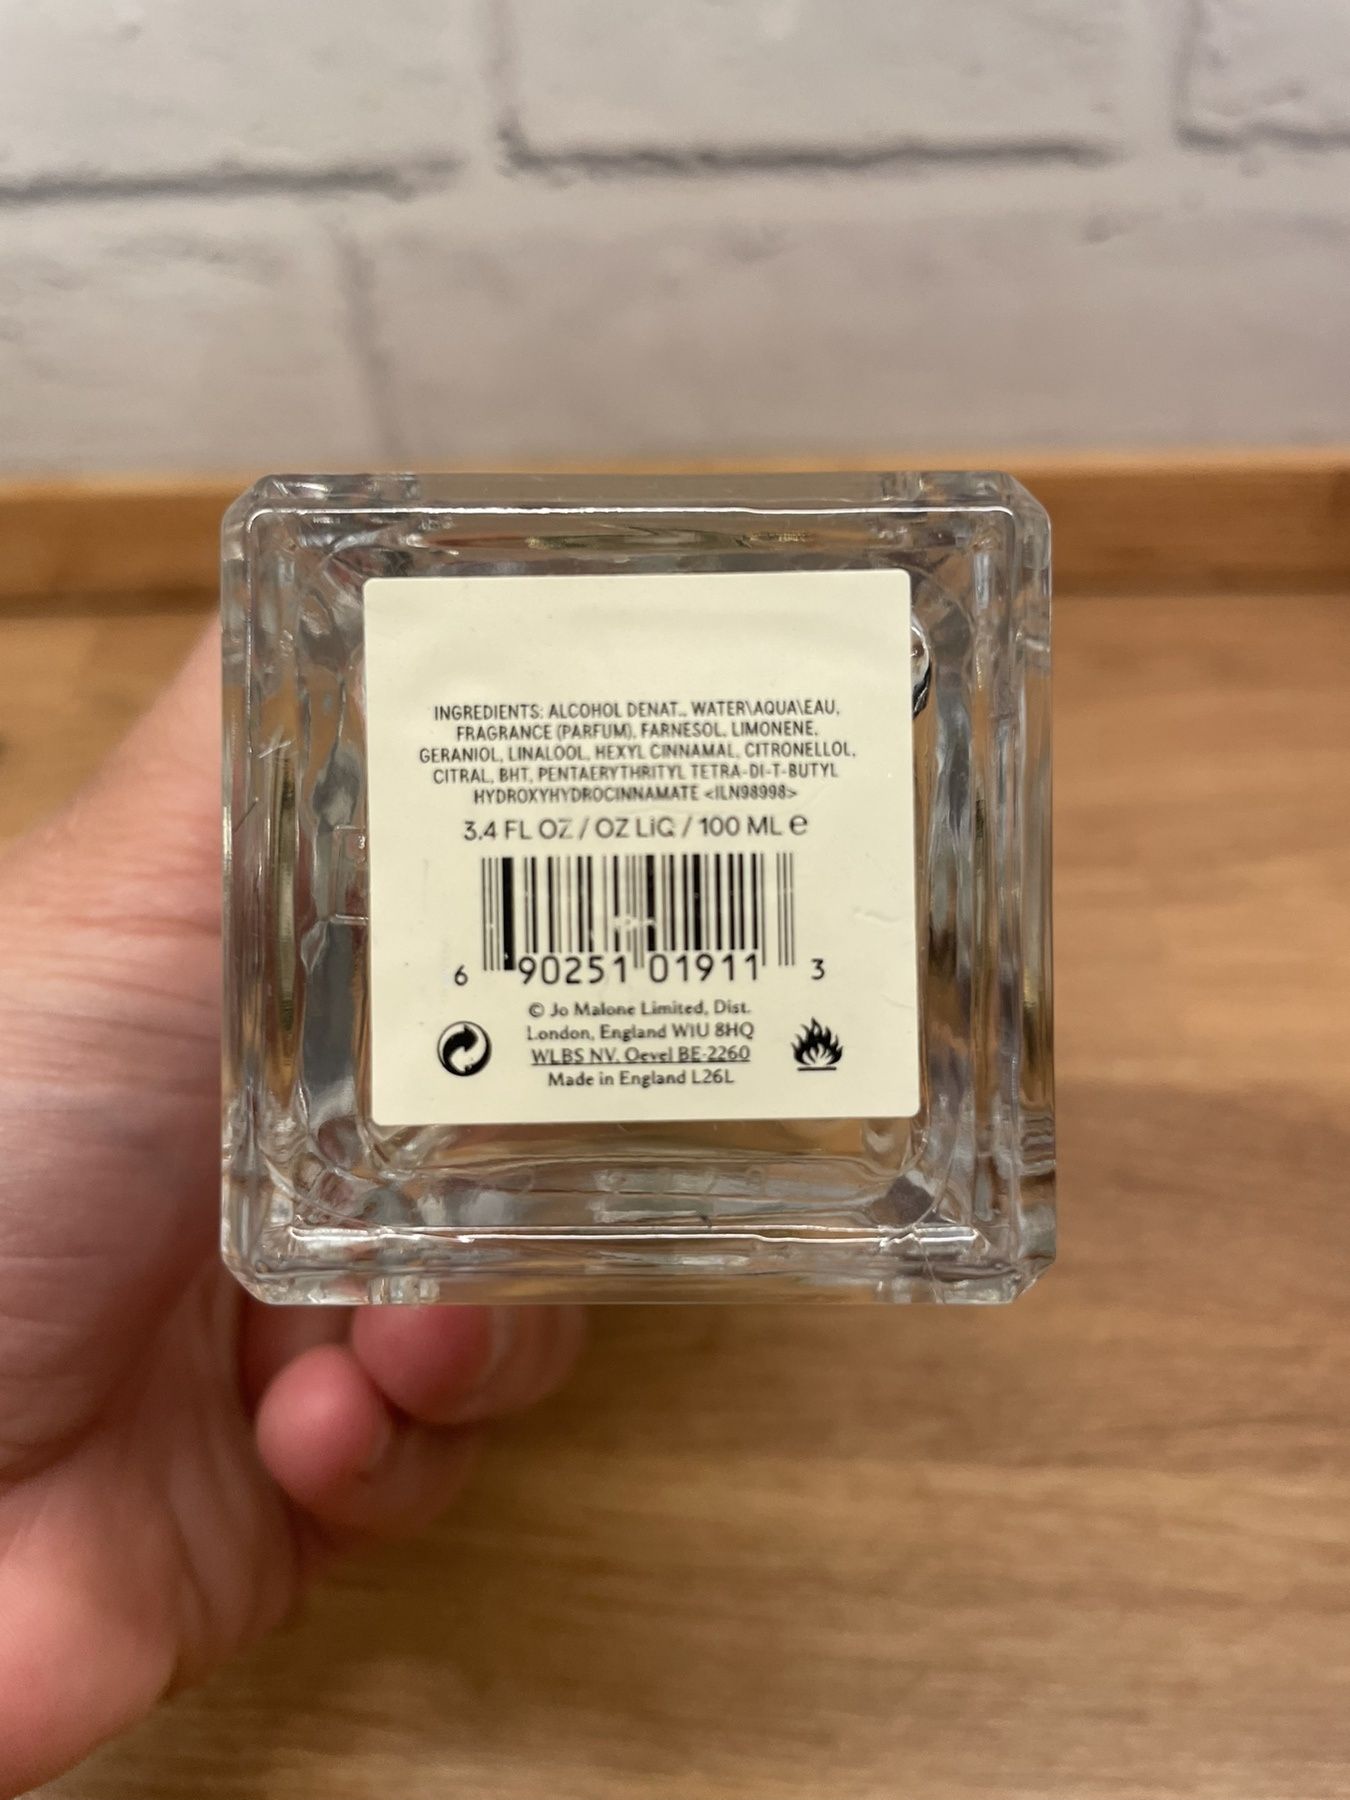 INGREDIENTS: ALCOHOL DENAT., WATER\AQUA\EAU,
FRAGRANCE (PARFUM), FARNESOL, LIMONENE,
GERANIOL, LINALOOL, HEXYL CINNAMAL, CITRONELLOL,
CITRAL, BHT, PENTAERYTHRITYL TETRA-DI-T-BUTYL
HYDROXYHYDROCINNAMATE <ILN98998>
3.4 FL OZ / OZ LIQ / 100 ML e
6 90251 01911 3
© Jo Malone Limited, Dist.
London, England W1U 8HQ
WLBS NV, Oevel BE-2260
Made in England L26L